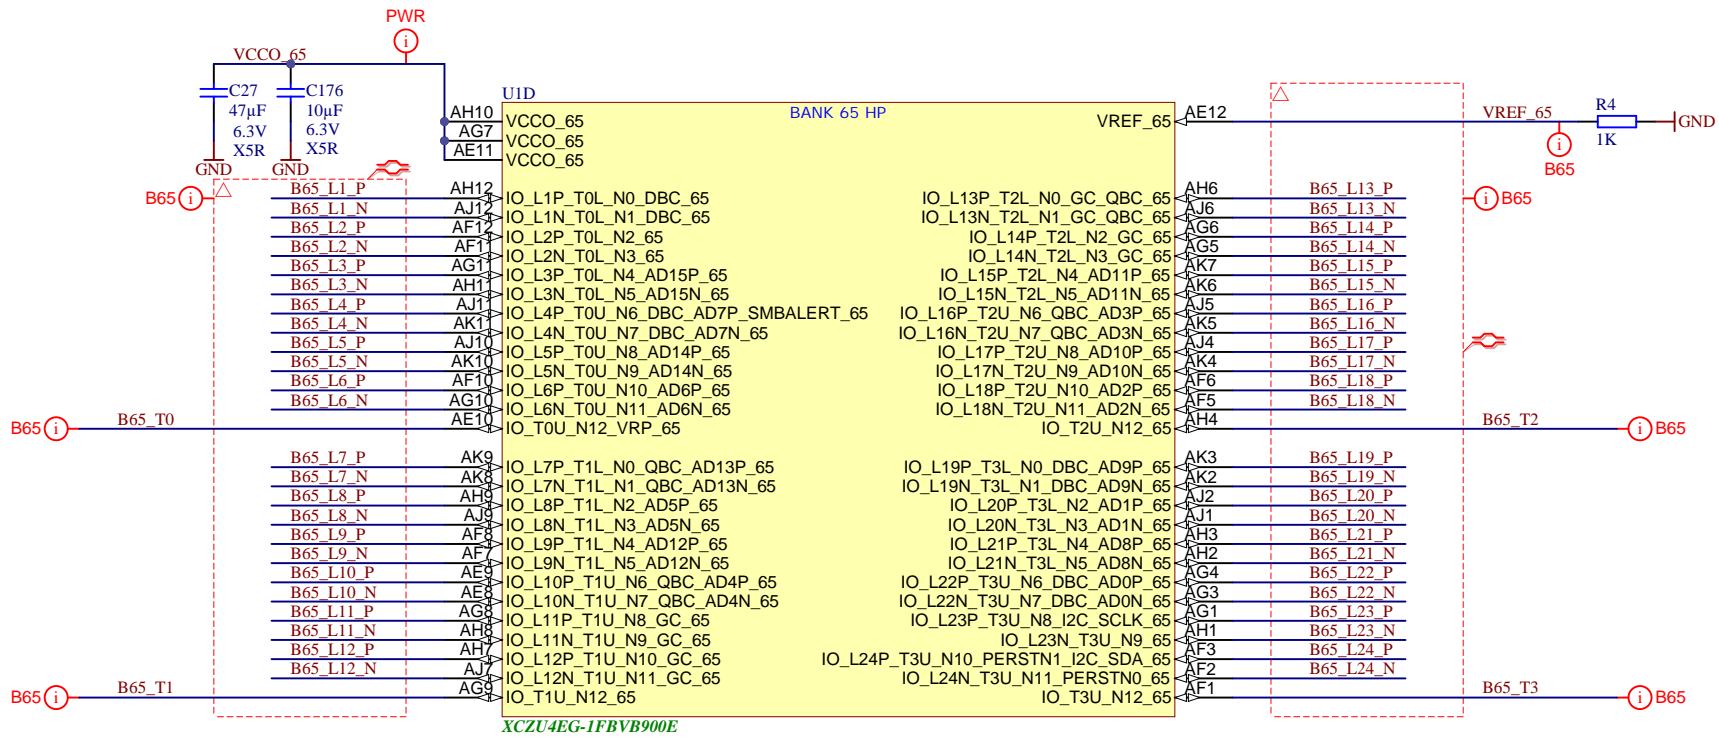 PWR
VCCO_65
C27
47µF
6.3V
X5R
GND
C176
10µF
6.3V
X5R
GND
U1D
BANK 65 HP
AH10 VCCO_65
AG7 VCCO_65
AE11 VCCO_65
VREF_65 AE12 VREF_65
R4
1K
GND
B65
B65
B65_L1_P AH12 IO_L1P_T0L_N0_DBC_65
B65_L1_N AJ12 IO_L1N_T0L_N1_DBC_65
B65_L2_P AF12 IO_L2P_T0L_N2_65
B65_L2_N AF11 IO_L2N_T0L_N3_65
B65_L3_P AG11 IO_L3P_T0L_N4_AD15P_65
B65_L3_N AH11 IO_L3N_T0L_N5_AD15N_65
B65_L4_P AJ11 IO_L4P_T0U_N6_DBC_AD7P_SMBALERT_65
B65_L4_N AK11 IO_L4N_T0U_N7_DBC_AD7N_65
B65_L5_P AJ10 IO_L5P_T0U_N8_AD14P_65
B65_L5_N AK10 IO_L5N_T0U_N9_AD14N_65
B65_L6_P AF10 IO_L6P_T0U_N10_AD6P_65
B65_L6_N AG10 IO_L6N_T0U_N11_AD6N_65
B65 B65_T0 AE10 IO_T0U_N12_VRP_65
B65_L7_P AK9 IO_L7P_T1L_N0_QBC_AD13P_65
B65_L7_N AK8 IO_L7N_T1L_N1_QBC_AD13N_65
B65_L8_P AH9 IO_L8P_T1L_N2_AD5P_65
B65_L8_N AJ9 IO_L8N_T1L_N3_AD5N_65
B65_L9_P AF8 IO_L9P_T1L_N4_AD12P_65
B65_L9_N AF7 IO_L9N_T1L_N5_AD12N_65
B65_L10_P AE9 IO_L10P_T1U_N6_QBC_AD4P_65
B65_L10_N AE8 IO_L10N_T1U_N7_QBC_AD4N_65
B65_L11_P AG8 IO_L11P_T1U_N8_GC_65
B65_L11_N AH8 IO_L11N_T1U_N9_GC_65
B65_L12_P AH7 IO_L12P_T1U_N10_GC_65
B65_L12_N AJ7 IO_L12N_T1U_N11_GC_65
B65 B65_T1 AG9 IO_T1U_N12_65
IO_L13P_T2L_N0_GC_QBC_65 AH6 B65_L13_P
B65
IO_L13N_T2L_N1_GC_QBC_65 AJ6 B65_L13_N
IO_L14P_T2L_N2_GC_65 AG6 B65_L14_P
IO_L14N_T2L_N3_GC_65 AG5 B65_L14_N
IO_L15P_T2L_N4_AD11P_65 AK7 B65_L15_P
IO_L15N_T2L_N5_AD11N_65 AK6 B65_L15_N
IO_L16P_T2U_N6_QBC_AD3P_65 AJ5 B65_L16_P
IO_L16N_T2U_N7_QBC_AD3N_65 AK5 B65_L16_N
IO_L17P_T2U_N8_AD10P_65 AJ4 B65_L17_P
IO_L17N_T2U_N9_AD10N_65 AK4 B65_L17_N
IO_L18P_T2U_N10_AD2P_65 AF6 B65_L18_P
IO_L18N_T2U_N11_AD2N_65 AF5 B65_L18_N
IO_T2U_N12_65 AH4 B65_T2 B65
IO_L19P_T3L_N0_DBC_AD9P_65 AK3 B65_L19_P
IO_L19N_T3L_N1_DBC_AD9N_65 AK2 B65_L19_N
IO_L20P_T3L_N2_AD1P_65 AJ2 B65_L20_P
IO_L20N_T3L_N3_AD1N_65 AJ1 B65_L20_N
IO_L21P_T3L_N4_AD8P_65 AH3 B65_L21_P
IO_L21N_T3L_N5_AD8N_65 AH2 B65_L21_N
IO_L22P_T3U_N6_DBC_AD0P_65 AG4 B65_L22_P
IO_L22N_T3U_N7_DBC_AD0N_65 AG3 B65_L22_N
IO_L23P_T3U_N8_I2C_SCLK_65 AG1 B65_L23_P
IO_L23N_T3U_N9_65 AH1 B65_L23_N
IO_L24P_T3U_N10_PERSTN1_I2C_SDA_65 AF3 B65_L24_P
IO_L24N_T3U_N11_PERSTN0_65 AF2 B65_L24_N
IO_T3U_N12_65 AF1 B65_T3 B65
XCZU4EG-1FBVB900E